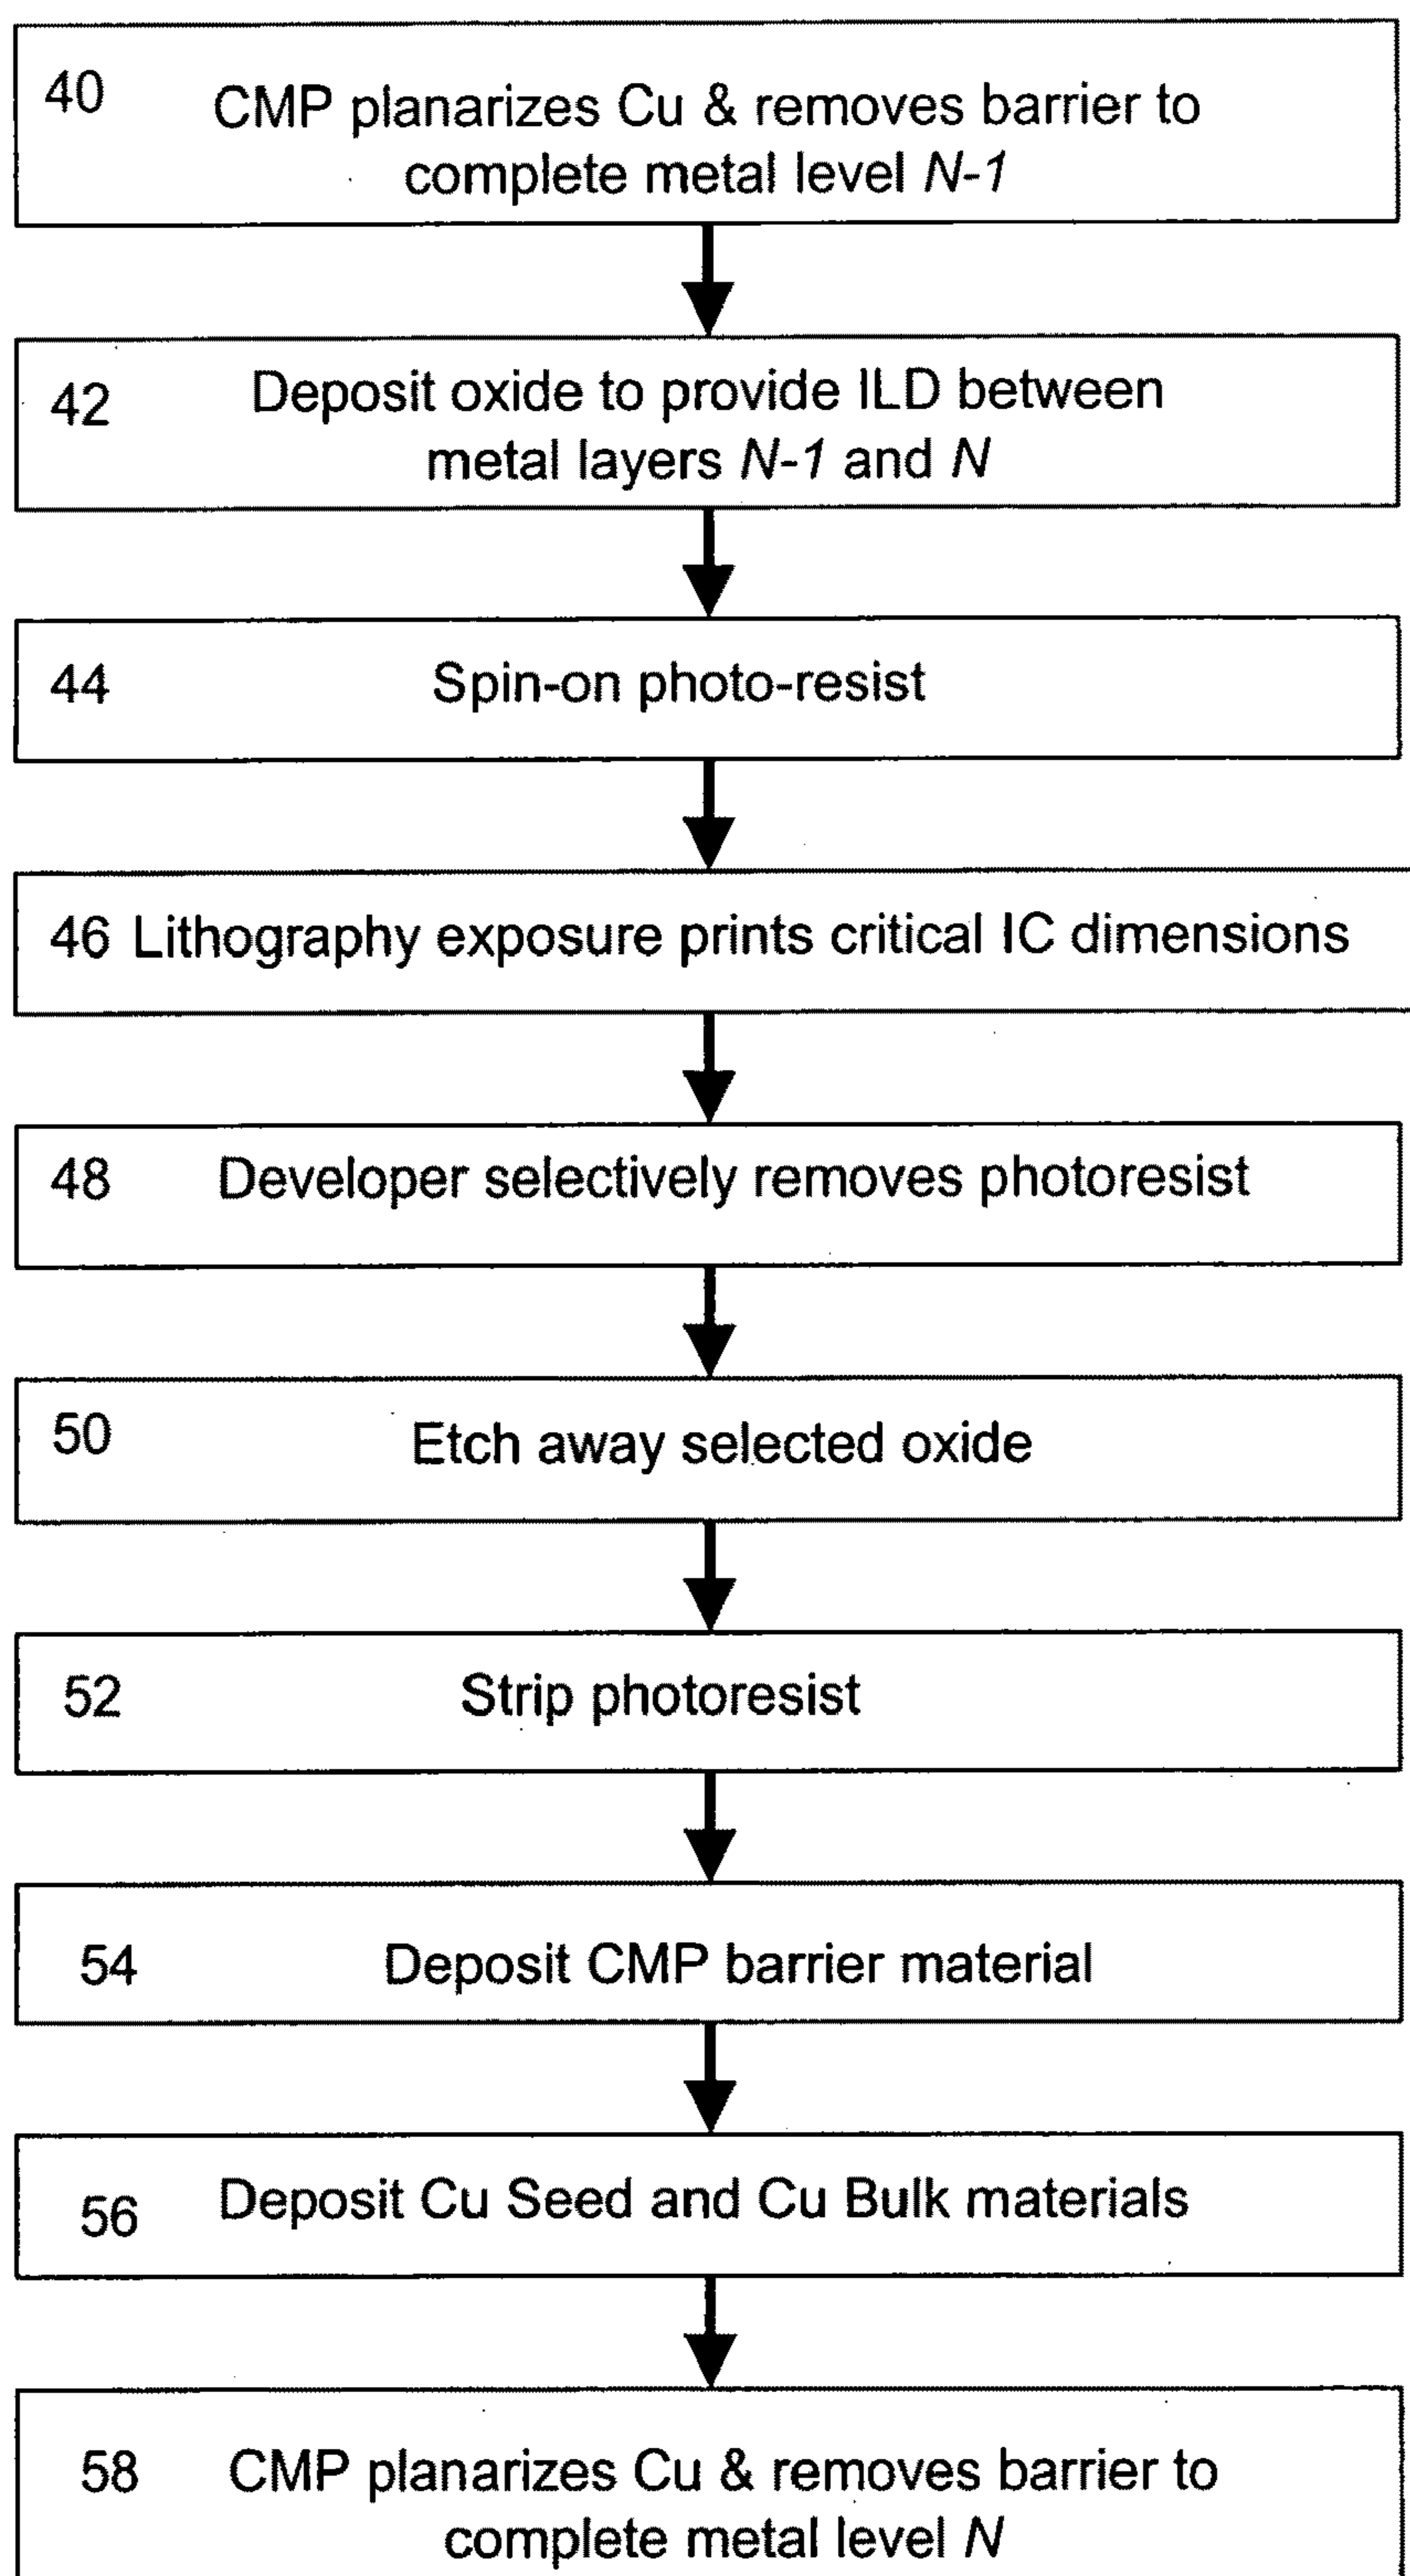 40 CMP planarizes Cu & removes barrier to
complete metal level N-1
42 Deposit oxide to provide ILD between
metal layers N-1 and N
44 Spin-on photo-resist
46 Lithography exposure prints critical IC dimensions
48 Developer selectively removes photoresist
50 Etch away selected oxide
52 Strip photoresist
54 Deposit CMP barrier material
56 Deposit Cu Seed and Cu Bulk materials
58 CMP planarizes Cu & removes barrier to
complete metal level N